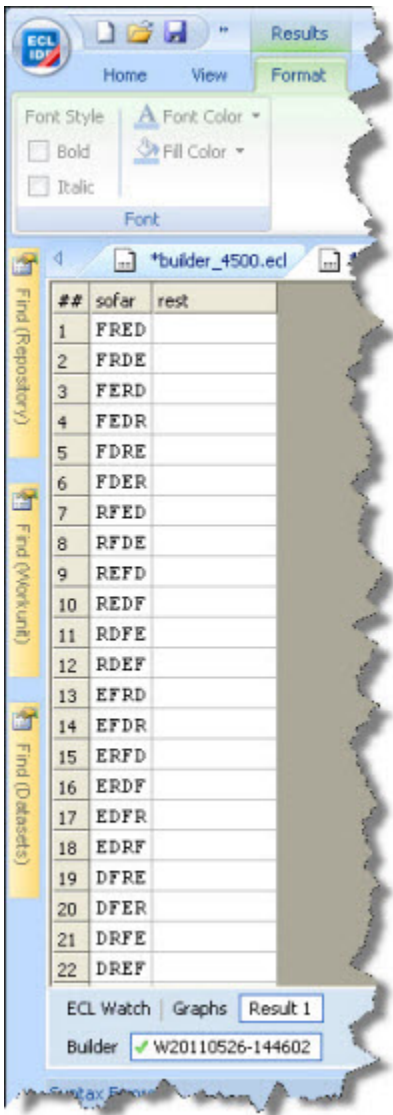 ECL
IDE
Results
Home View Format
Font Style Font Color
Bold Fill Color
Italic
Font
*builder_4500.ecl
Find (Repository)
Find (Workunit)
Find (Datasets)
## sofar rest
1 FRED
2 FRDE
3 FERD
4 FEDR
5 FDRE
6 FDER
7 RFED
8 RFDE
9 REFD
10 REDF
11 RDFE
12 RDEF
13 EFRD
14 EFDR
15 ERFD
16 ERDF
17 EDFR
18 EDRF
19 DFRE
20 DFER
21 DRFE
22 DREF
ECL Watch Graphs Result 1
Builder W20110526-144602
Syntax